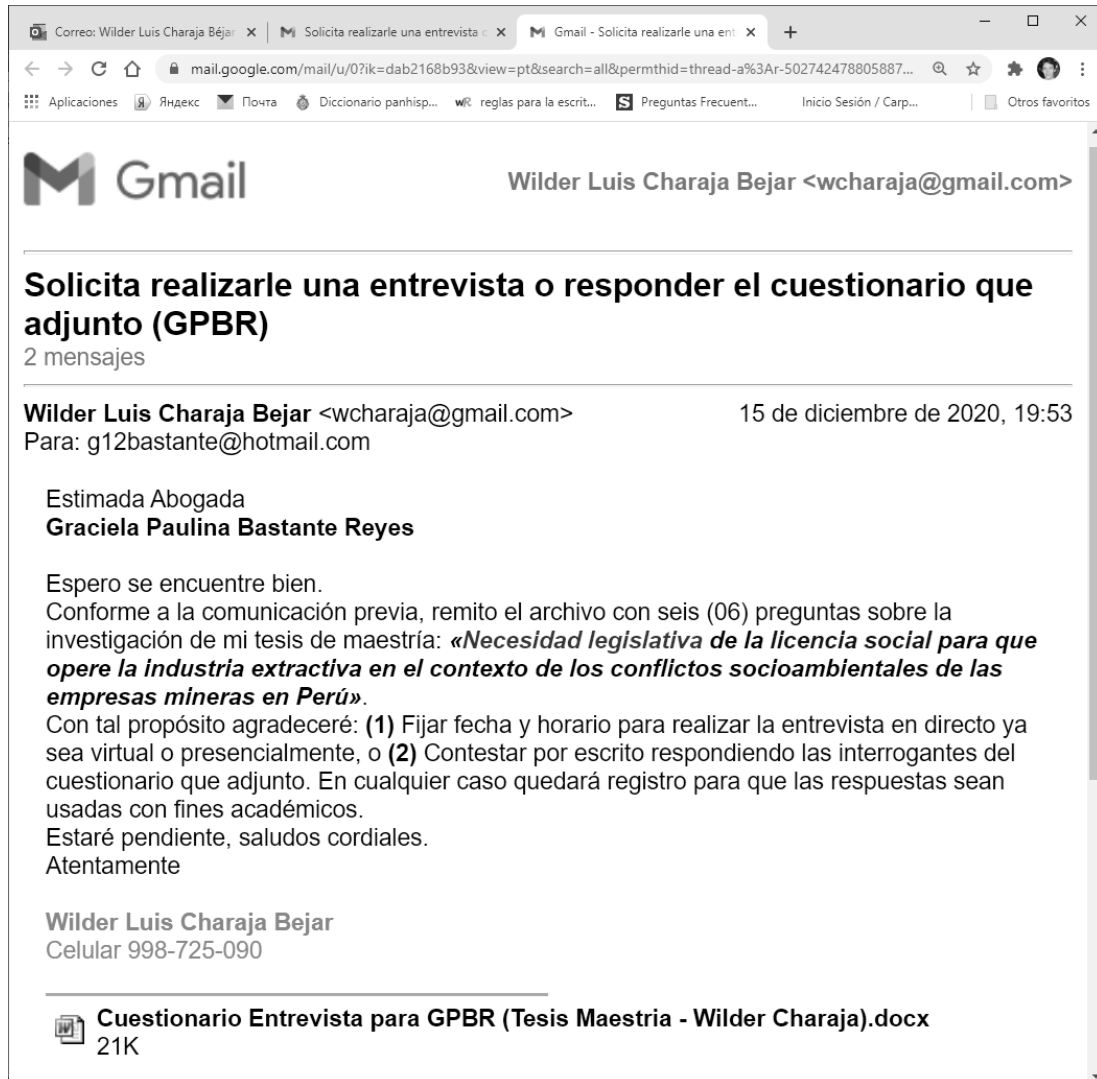 Correo: Wilder Luis Charaja Béjar
Solicita realizarle una entrevista c
Gmail - Solicita realizarle una ent
mail.google.com/mail/u/0?ik=dab2168b93&view=pt&search=all&permthid=thread-a%3Ar-502742478805887...
Aplicaciones Яндекс Почта Diccionario panhisp... wR reglas para la escrit... S Preguntas Frecuent... Inicio Sesión / Carp... Otros favoritos
Gmail
Wilder Luis Charaja Bejar <wcharaja@gmail.com>
Solicita realizarle una entrevista o responder el cuestionario que
adjunto (GPBR)
2 mensajes
Wilder Luis Charaja Bejar <wcharaja@gmail.com> 15 de diciembre de 2020, 19:53
Para: g12bastante@hotmail.com
Estimada Abogada
Graciela Paulina Bastante Reyes
Espero se encuentre bien.
Conforme a la comunicación previa, remito el archivo con seis (06) preguntas sobre la
investigación de mi tesis de maestría: «Necesidad legislativa de la licencia social para que
opere la industria extractiva en el contexto de los conflictos socioambientales de las
empresas mineras en Perú».
Con tal propósito agradeceré: (1) Fijar fecha y horario para realizar la entrevista en directo ya
sea virtual o presencialmente, o (2) Contestar por escrito respondiendo las interrogantes del
cuestionario que adjunto. En cualquier caso quedará registro para que las respuestas sean
usadas con fines académicos.
Estaré pendiente, saludos cordiales.
Atentamente
Wilder Luis Charaja Bejar
Celular 998-725-090
Cuestionario Entrevista para GPBR (Tesis Maestria - Wilder Charaja).docx
21K